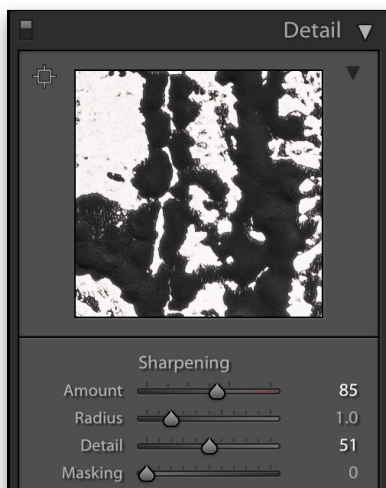 Detail
Sharpening
Amount 85
Radius 1.0
Detail 51
Masking 0